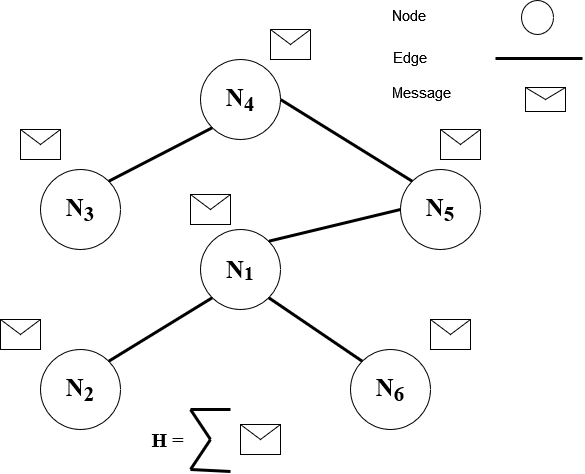 Node
Edge
Message
N4
N3
N5
N1
N2
N6
H = Σ